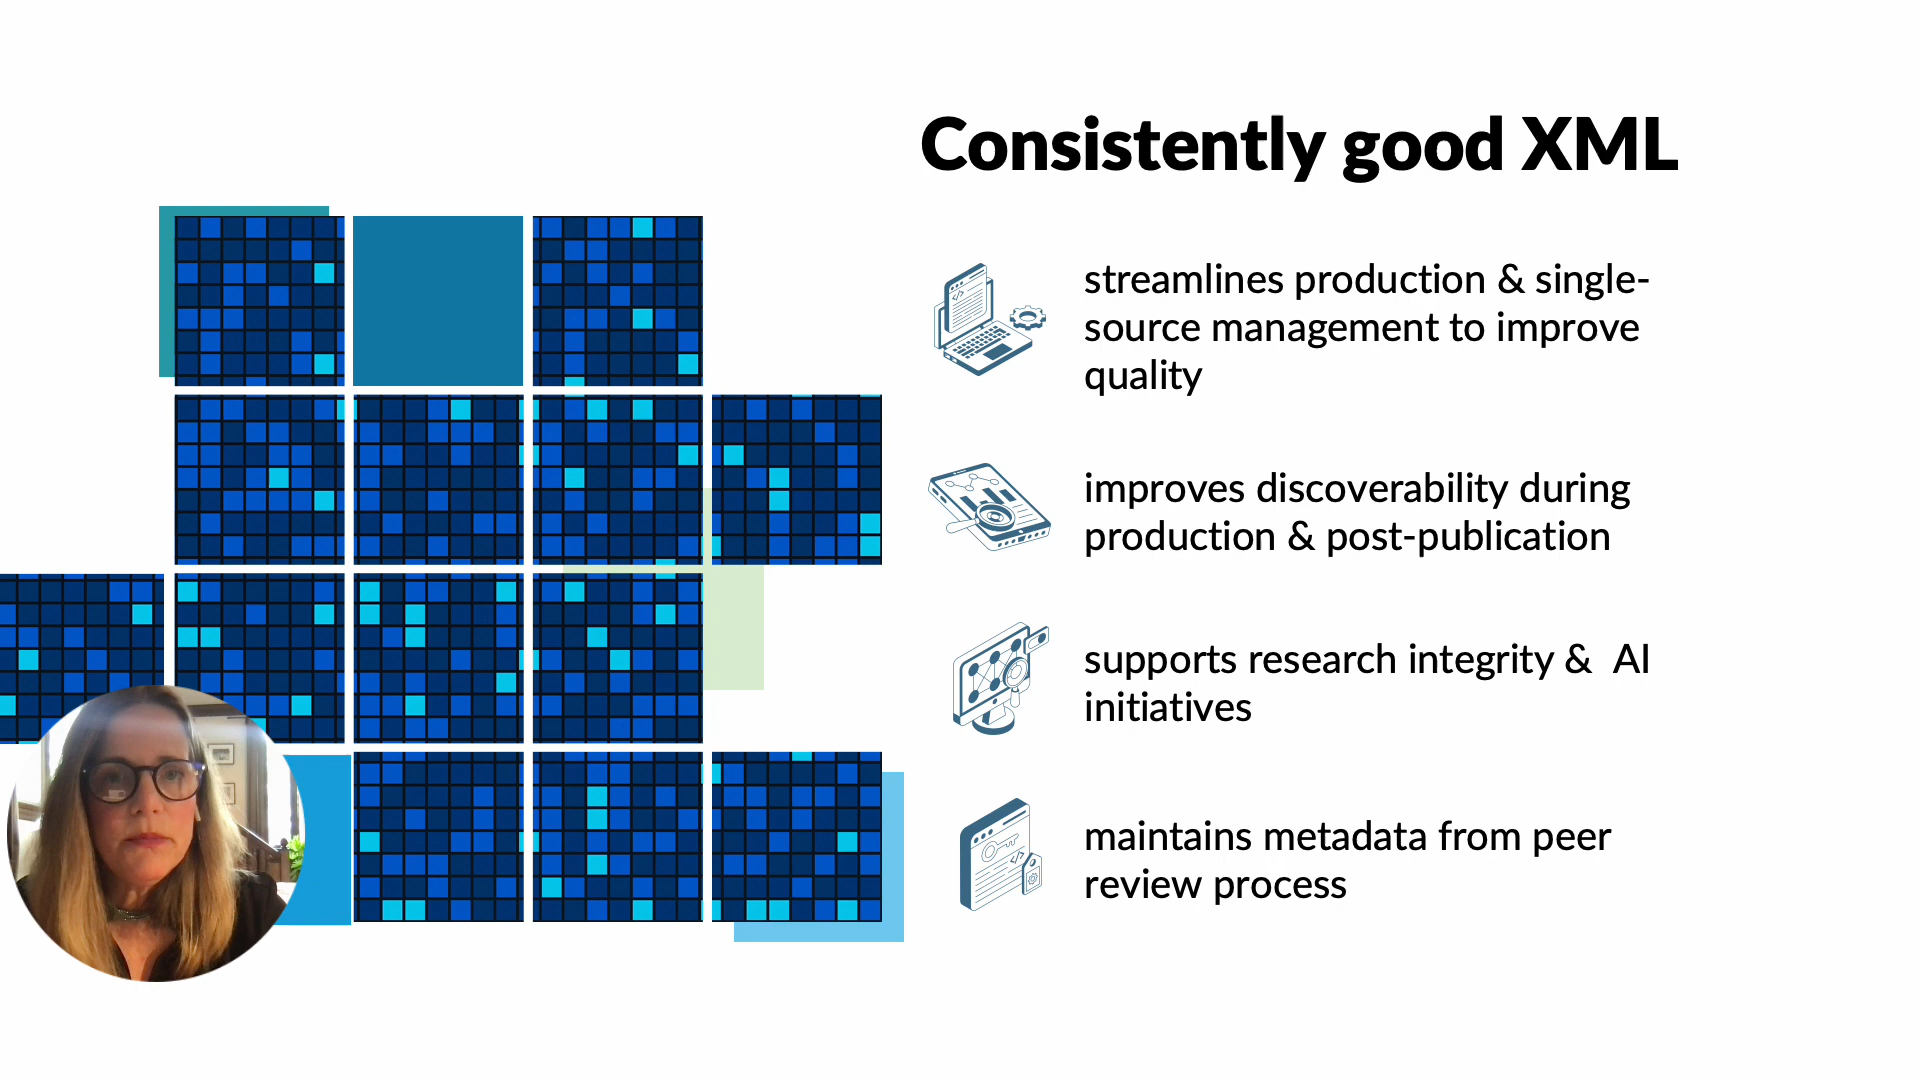 Consistently good XML
streamlines production & single-
source management to improve
quality
improves discoverability during
production & post-publication
supports research integrity &  AI
initiatives
maintains metadata from peer
review process